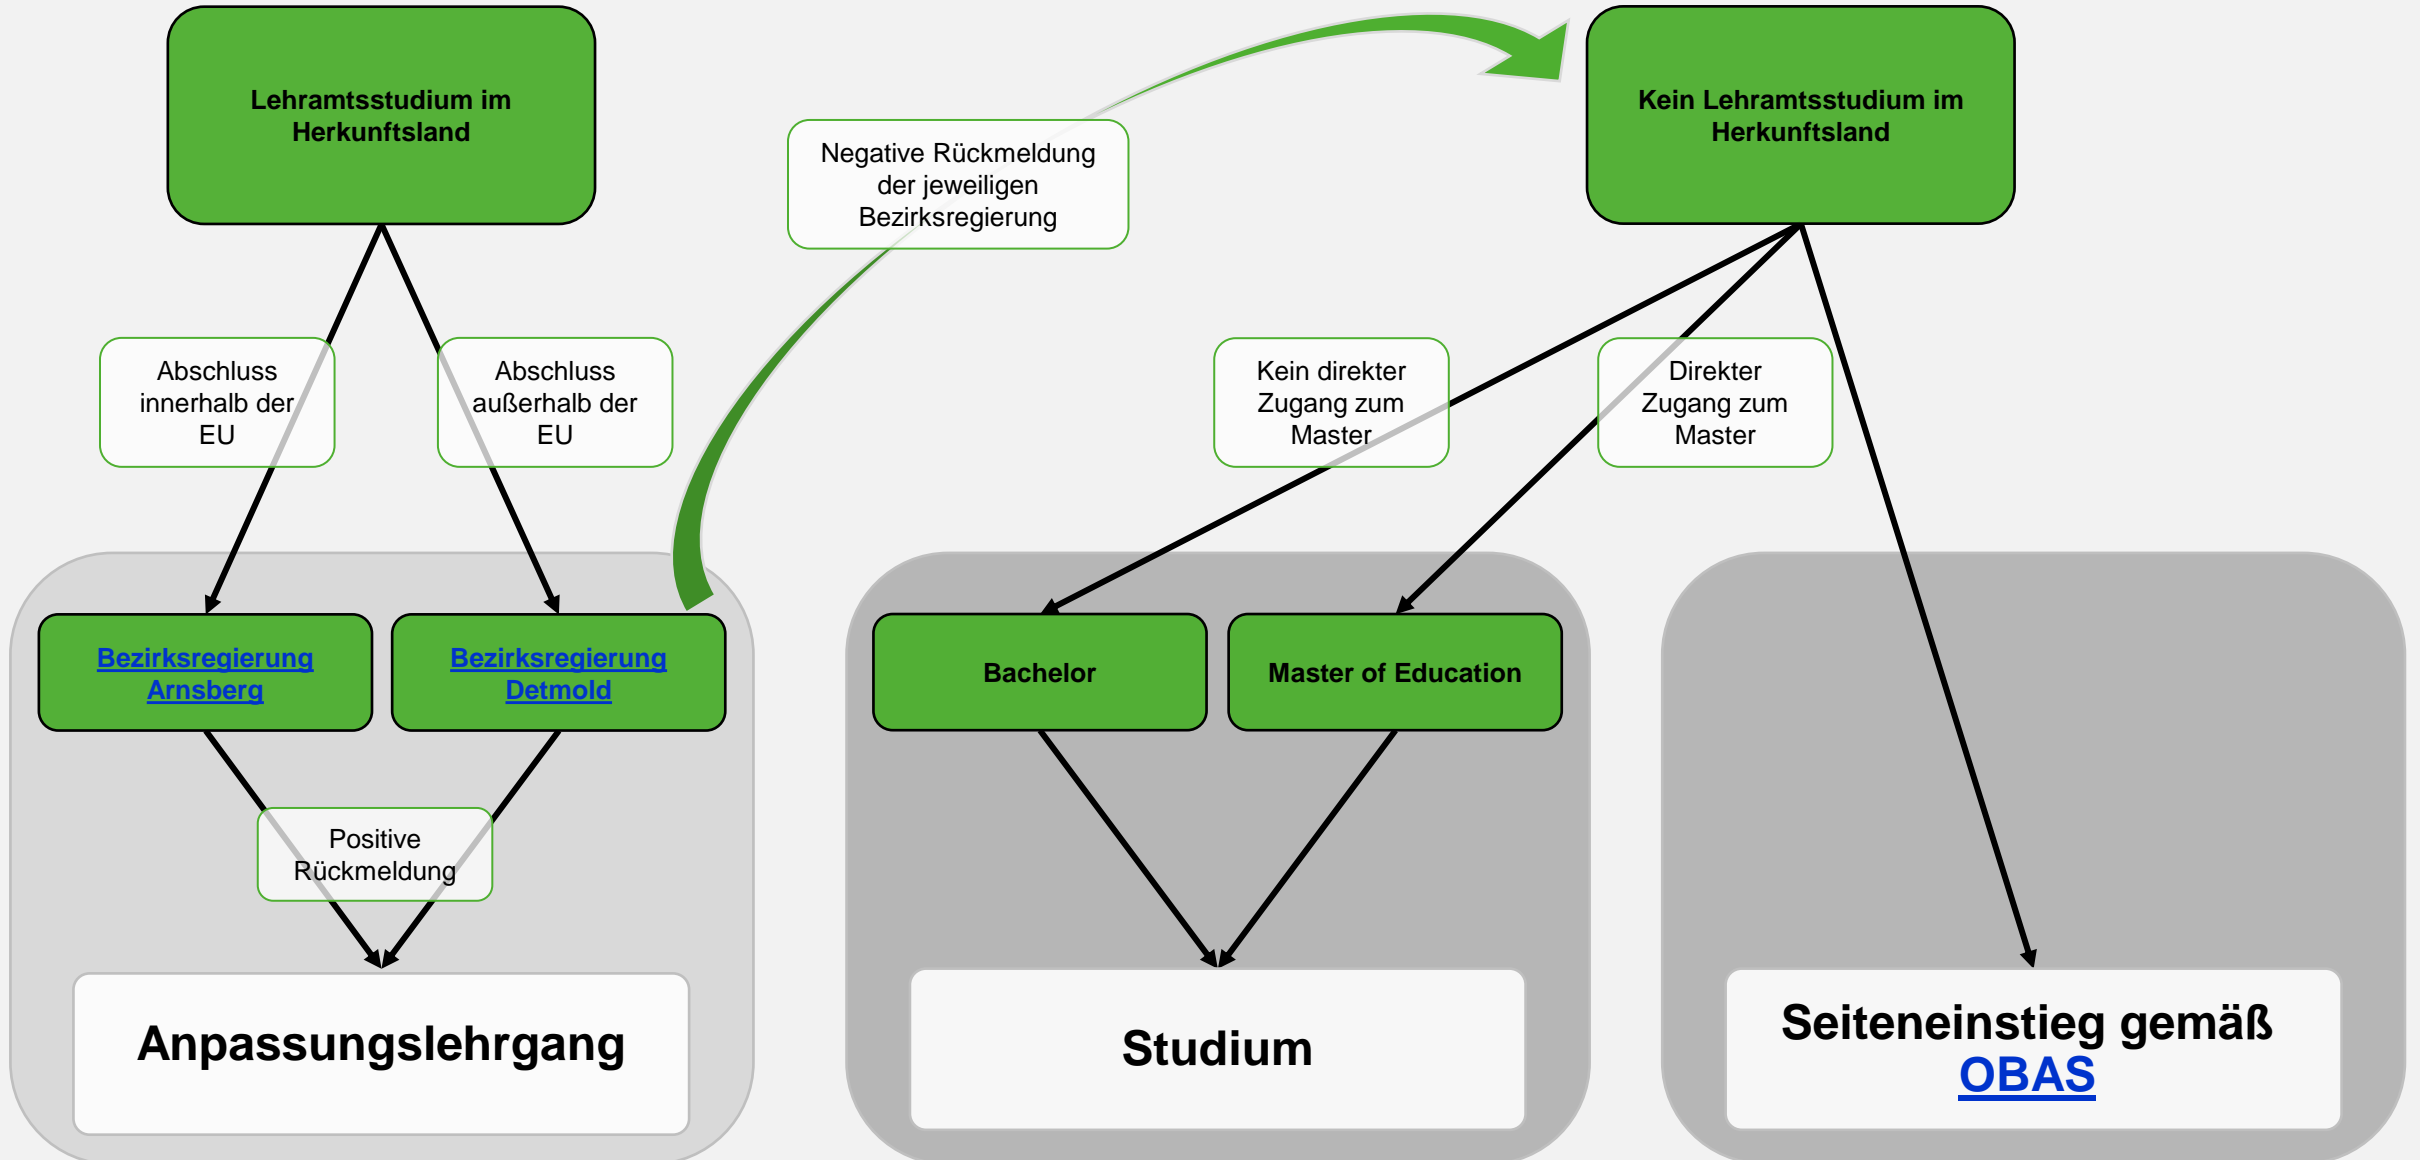 Lehramtsstudium im
Herkunftsland
Kein Lehramtsstudium im
Herkunftsland
Negative Rückmeldung
der jeweiligen
Bezirksregierung
Abschluss
innerhalb der
EU
Abschluss
außerhalb der
EU
Kein direkter
Zugang zum
Master
Direkter
Zugang zum
Master
Bezirksregierung
Arnsberg
Bezirksregierung
Detmold
Bachelor
Master of Education
Positive
Rückmeldung
Anpassungslehrgang
Studium
Seiteneinstieg gemäß
OBAS